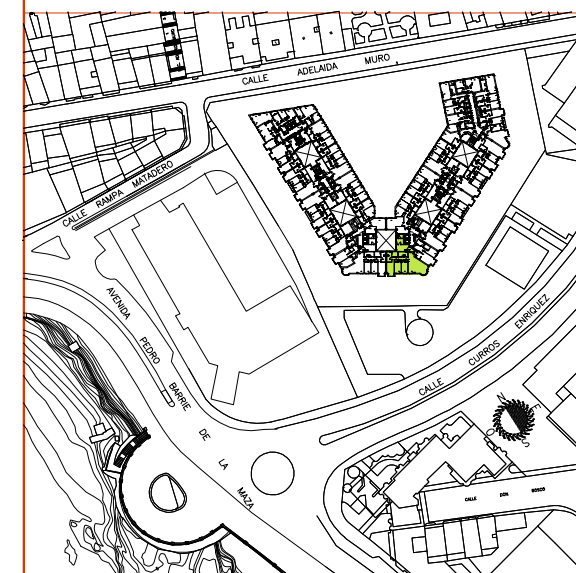 CALLE ADELAIDA MURO
CALLE RAMPA MATADERO
AVENIDA PEDRO BARRIE DE LA MAZA
CALLE CURROS ENRIQUEZ
CALLE DON BOSCO